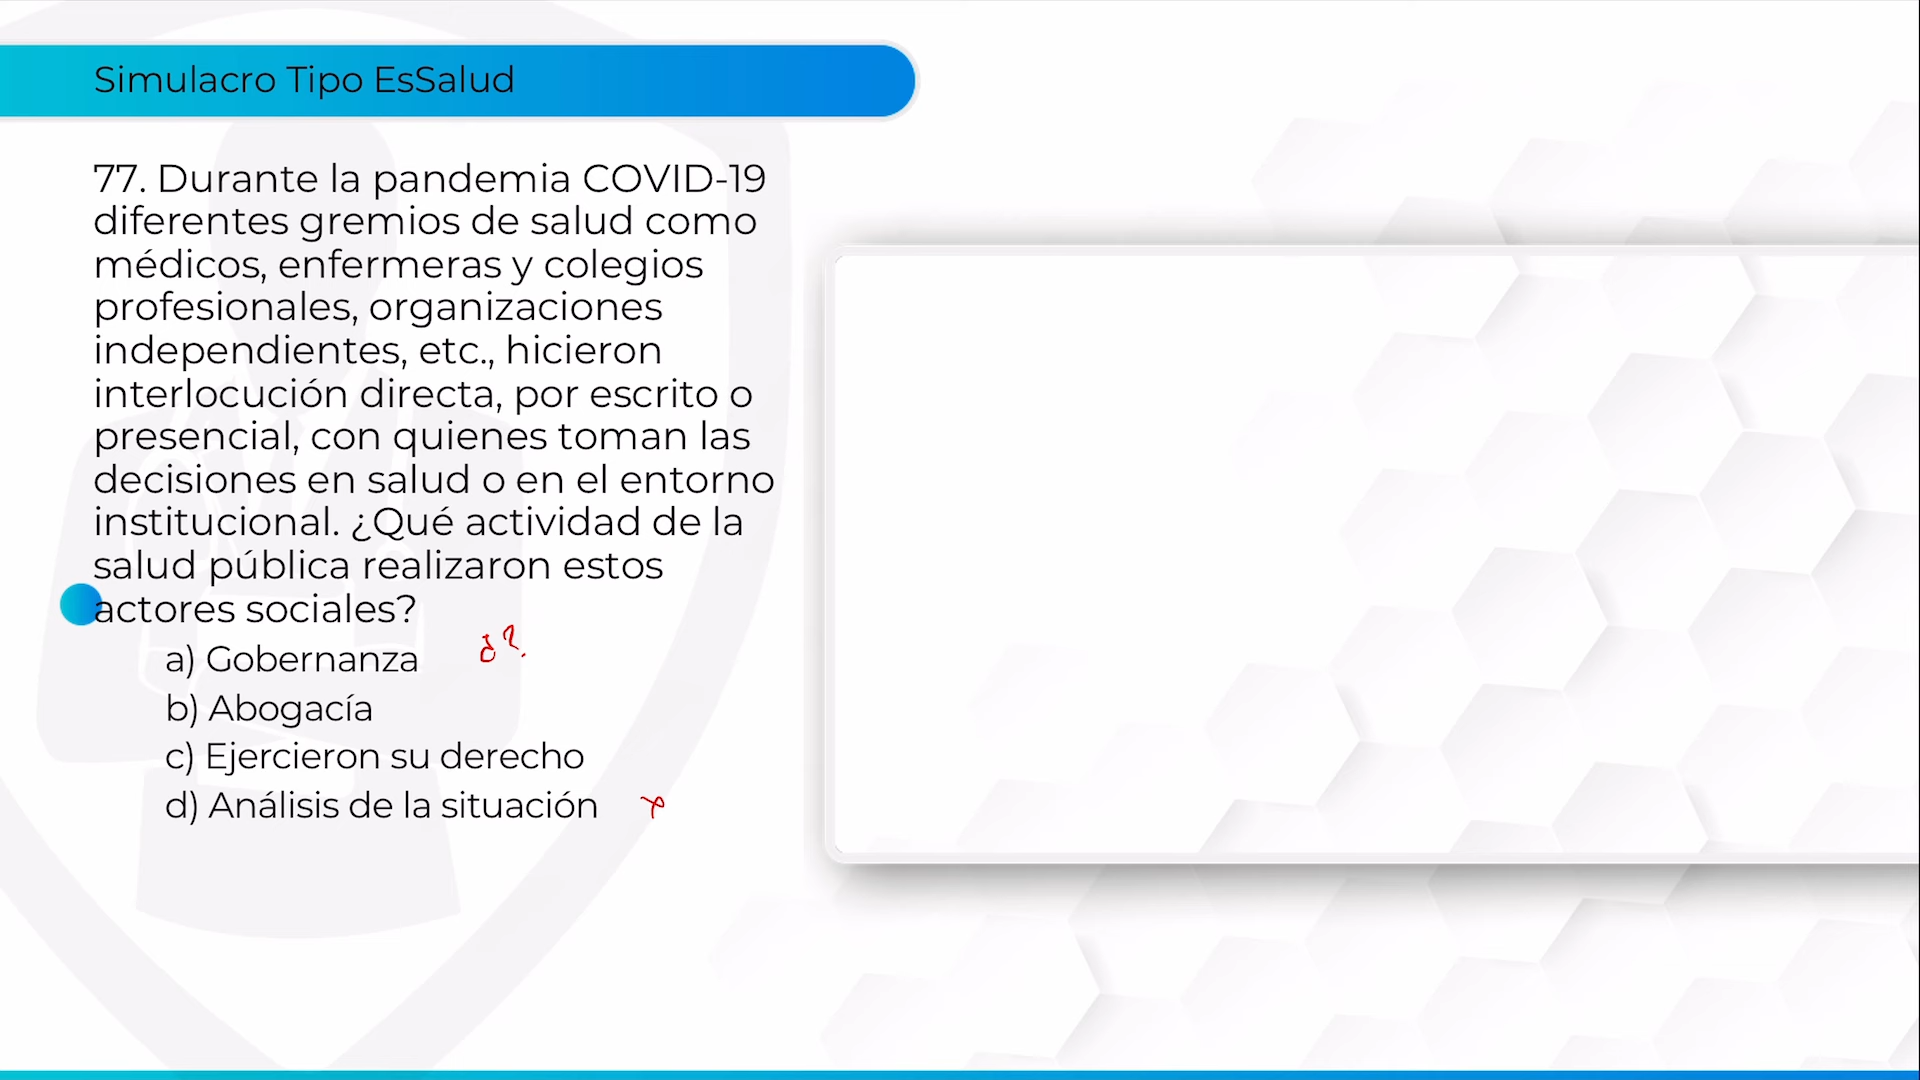 Simulacro Tipo EsSalud
77. Durante la pandemia COVID-19
diferentes gremios de salud como
médicos, enfermeras y colegios
profesionales, organizaciones
independientes, etc., hicieron
interlocución directa, por escrito o
presencial, con quienes toman las
decisiones en salud o en el entorno
institucional. ¿Qué actividad de la
salud pública realizaron estos
actores sociales?
a) Gobernanza ¿?
b) Abogacía
c) Ejercieron su derecho
d) Análisis de la situación x